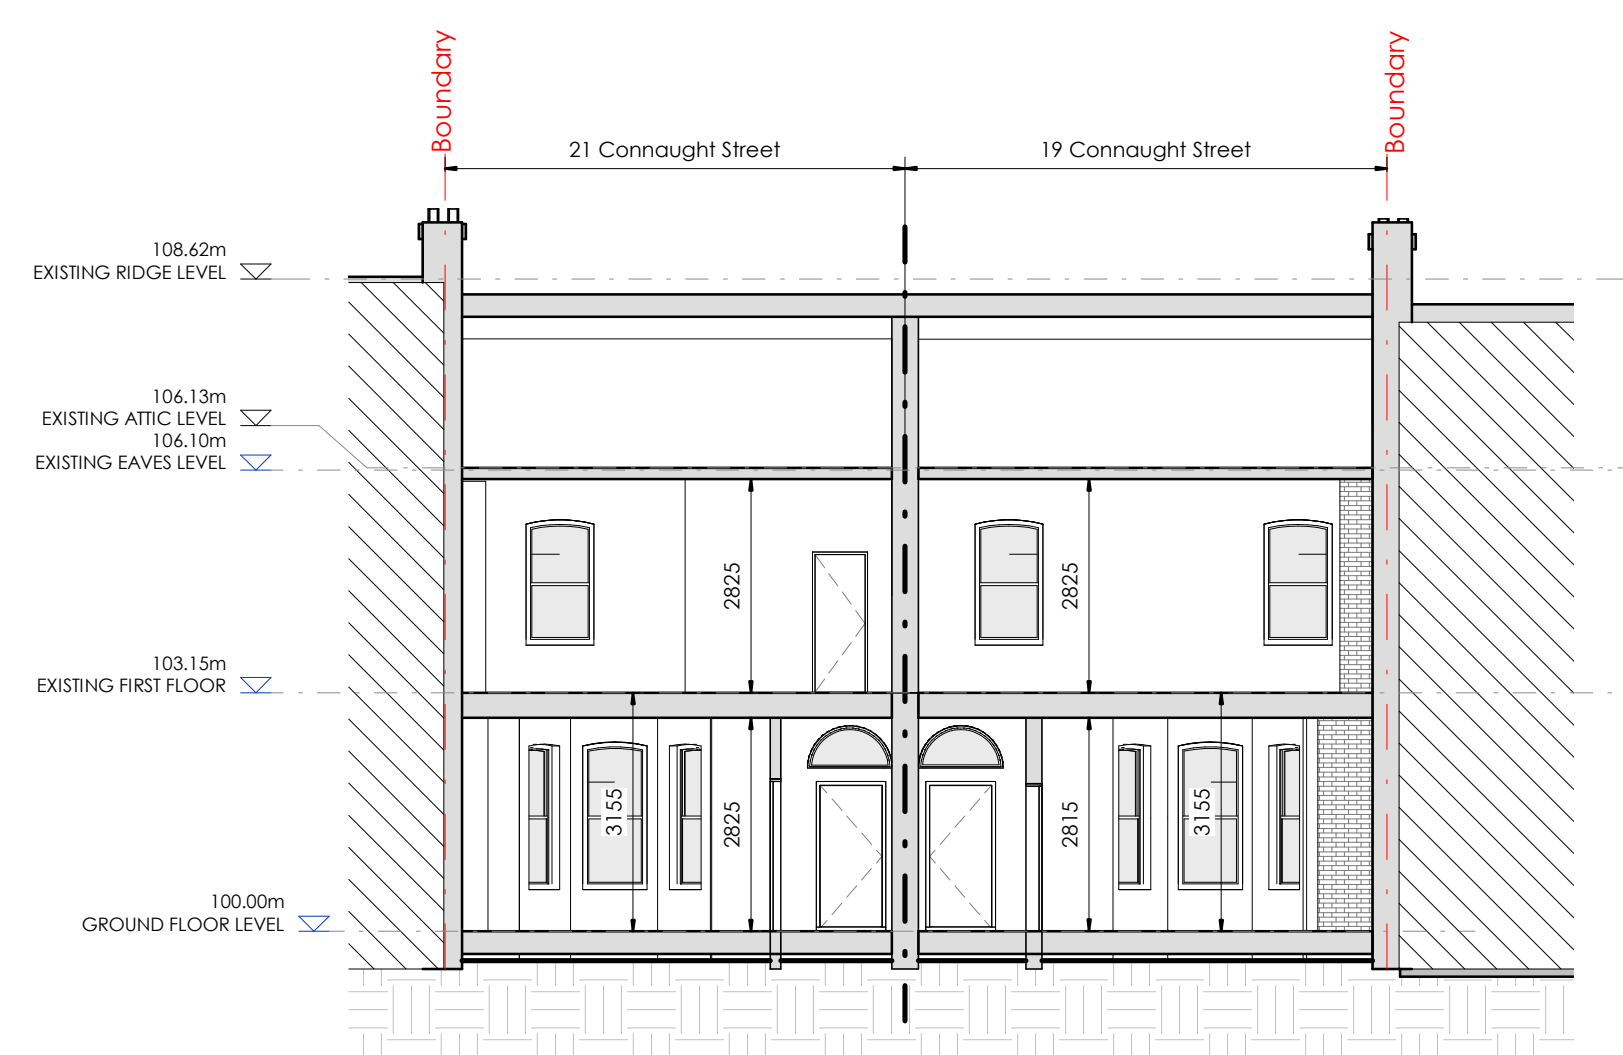 Boundary
Boundary
21 Connaught Street
19 Connaught Street
108.62m
EXISTING RIDGE LEVEL
106.13m
EXISTING ATTIC LEVEL
106.10m
EXISTING EAVES LEVEL
2825
2825
103.15m
EXISTING FIRST FLOOR
3155
2825
2815
3155
100.00m
GROUND FLOOR LEVEL